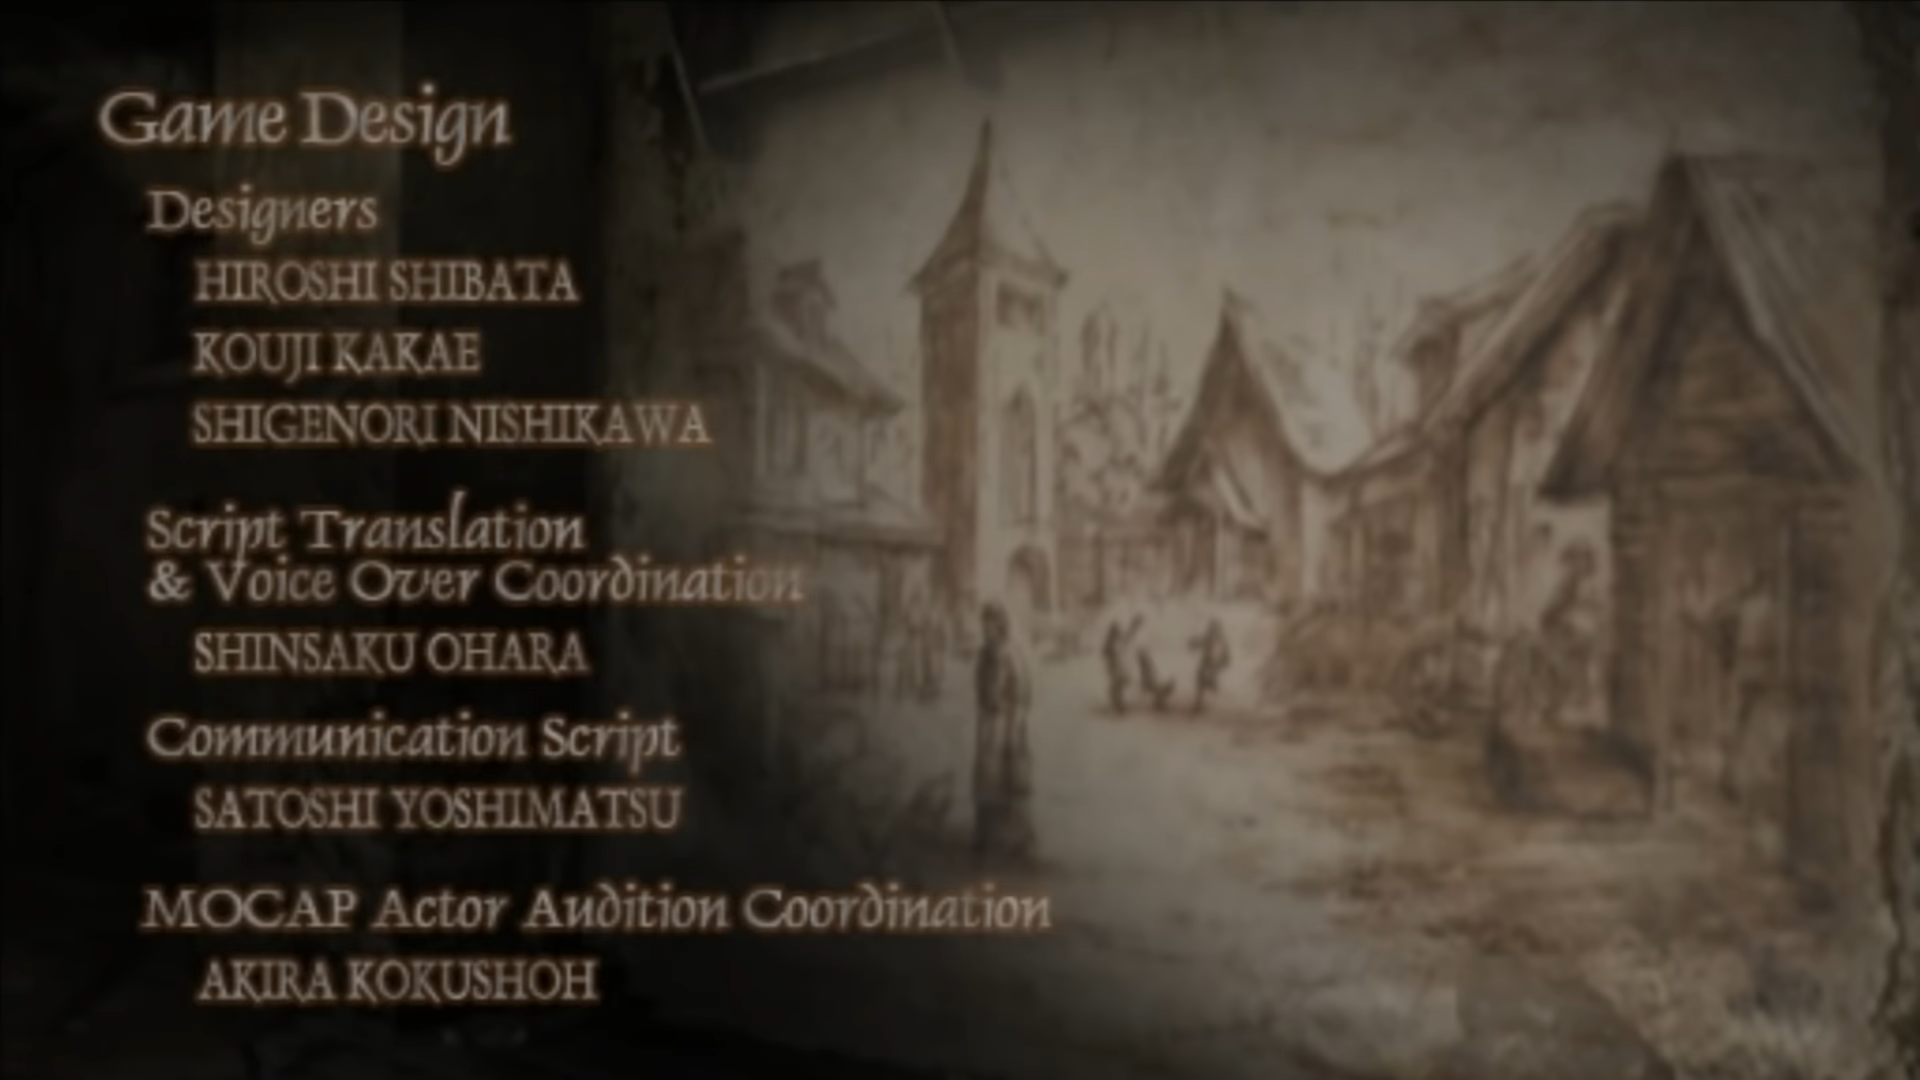 Game Design
Designers
HIROSHI SHIBATA
KOUJI KAKAE
SHIGENORI NISHIKAWA
Script Translation
& Voice Over Coordination
SHINSAKU OHARA
Communication Script
SATOSHI YOSHIMATSU
MOCAP Actor Audition Coordination
AKIRA KOKUSHOH